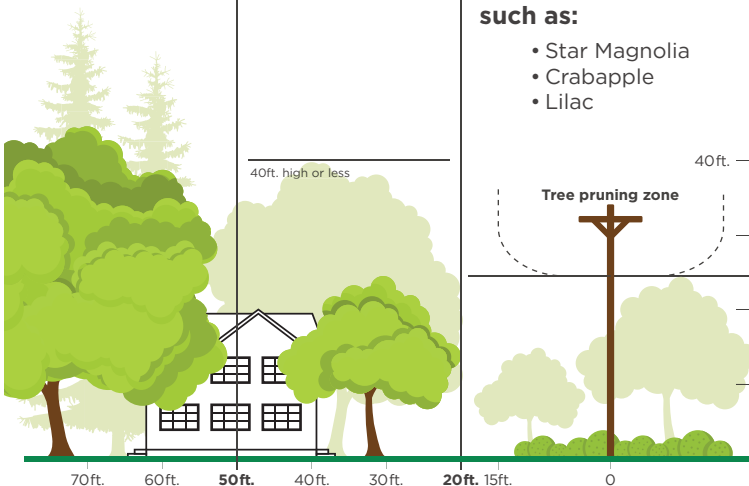 such as:
• Star Magnolia
• Crabapple
• Lilac
40ft.
40ft. high or less
Tree pruning zone
70ft. 60ft. 50ft. 40ft. 30ft. 20ft. 15ft. 0